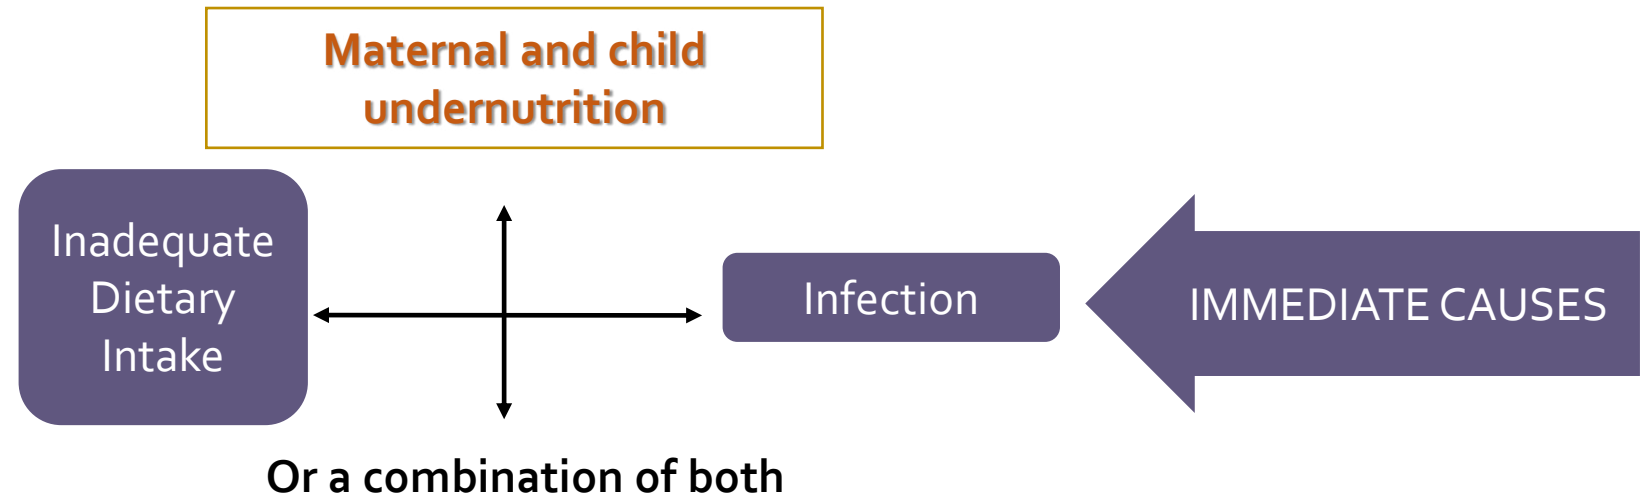 Maternal and child
undernutrition
Inadequate
Dietary
Intake
Infection
IMMEDIATE CAUSES
Or a combination of both